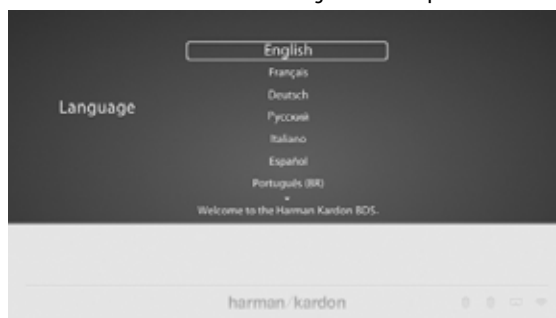 English
Français
Deutsch
Language
Русский
Italiano
Español
Português (BR)
Welcome to the Harman Kardon BDS.
harman/kardon